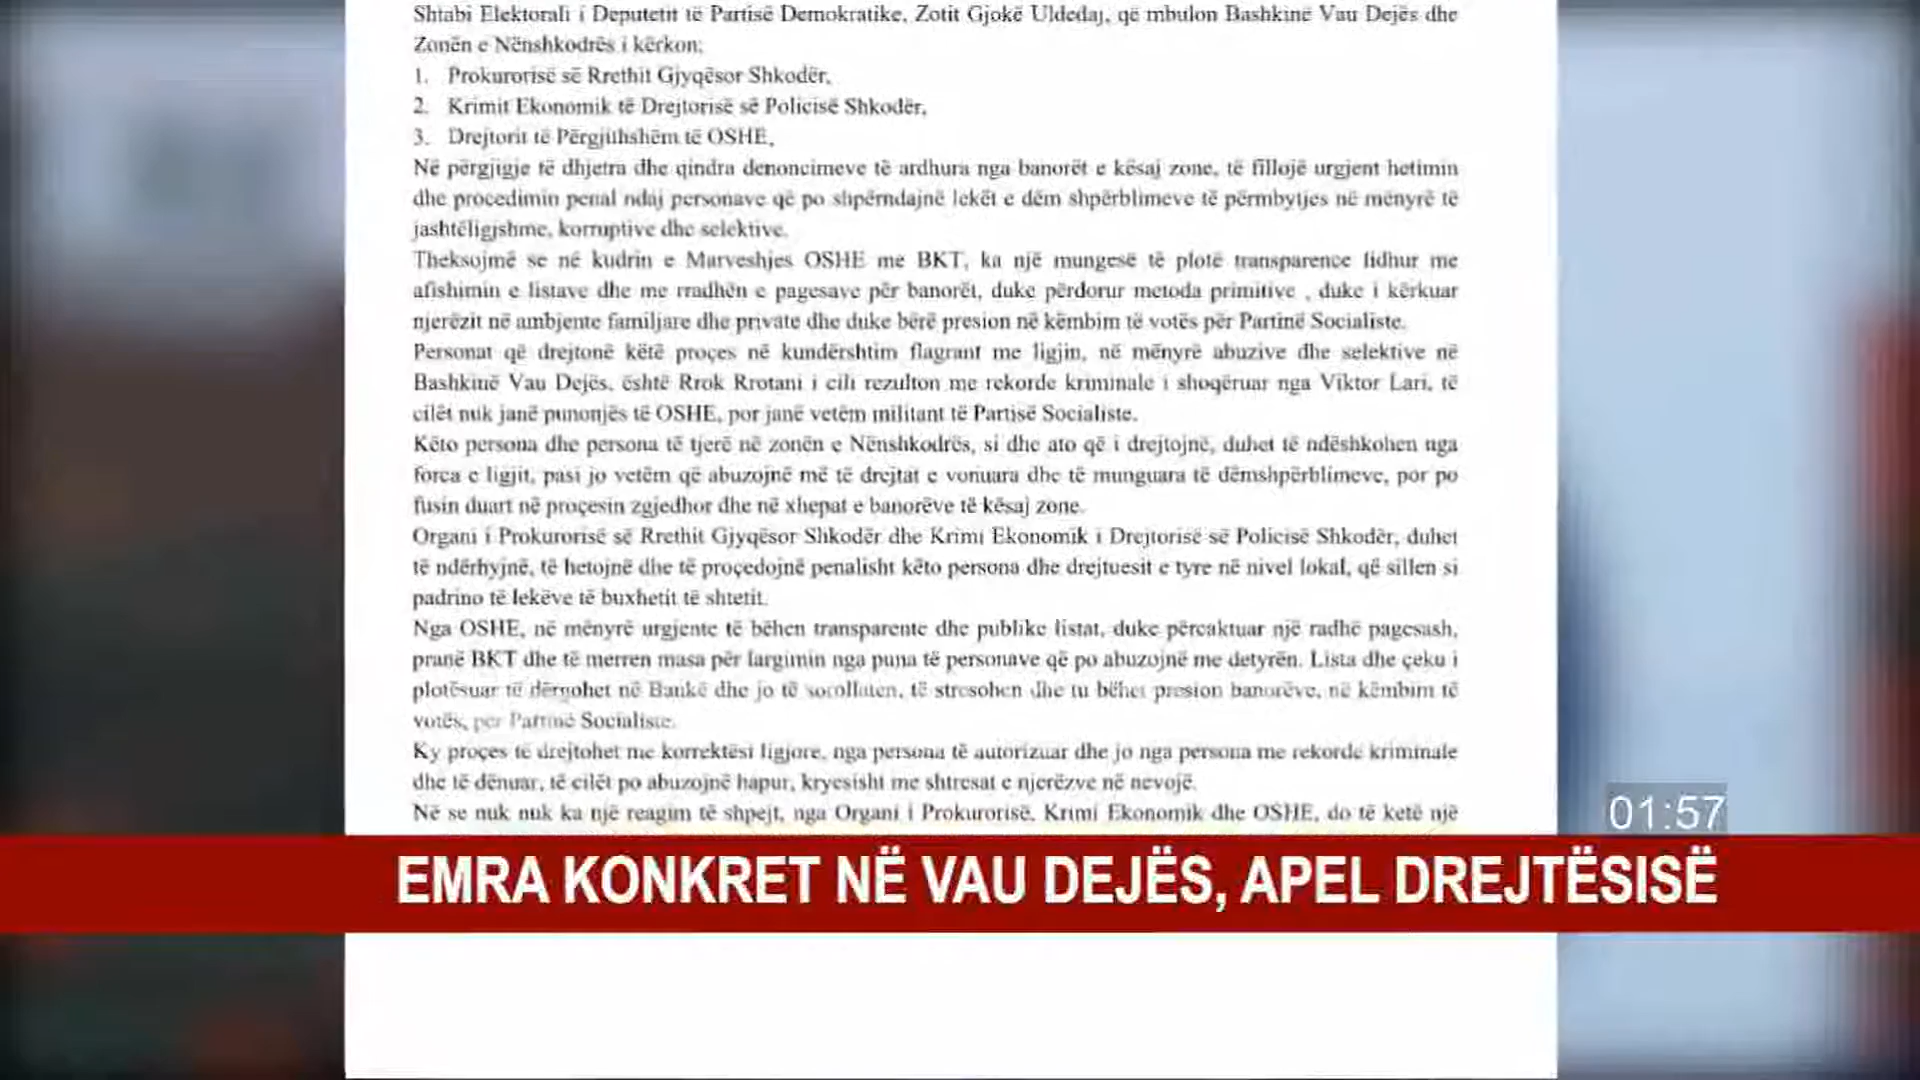 Shtabi Elektorali i Deputetit të Partisë Demokratike, Zotit Gjokë Uldedaj, që mbulon Bashkinë Vau Dejës dhe
Zonën e Nënshkodrës i kërkon;
1. Prokurorisë së Rrethit Gjyqësor Shkodër,
2. Krimit Ekonomik të Drejtorisë së Policisë Shkodër,
3. Drejtorit të Përgjithshëm të OSHE,
Në përgjigje të dhjetra dhe qindra denoncimeve të ardhura nga banorët e kësaj zone, të fillojë urgjent hetimin
dhe procedimin penal ndaj personave që po shpërndajnë lekët e dëm shpërblimeve të përmbytjes në mënyrë të
jashtëligjshme, korruptive dhe selektive.
Theksojmë se në kudrin e Marveshjes OSHE me BKT, ka një mungesë të plotë transparence lidhur me
afishimin e listave dhe me rradhën e pagesave për banorët, duke përdorur metoda primitive , duke i kërkuar
njerëzit në ambjente familjare dhe private dhe duke bërë presion në këmbim të votës për Partinë Socialiste.
Personat që drejtonë këtë proçes në kundërshtim flagrant me ligjin, në mënyrë abuzive dhe selektive në
Bashkinë Vau Dejës, është Rrok Rrotani i cili rezulton me rekorde kriminale i shoqëruar nga Viktor Lari, të
cilët nuk janë punonjës të OSHE, por janë vetëm militant të Partisë Socialiste.
Këto persona dhe persona të tjerë në zonën e Nënshkodrës, si dhe ato që i drejtojnë, duhet të ndëshkohen nga
forca e ligjit, pasi jo vetëm që abuzojnë më të drejtat e vonuara dhe të munguara të dëmshpërblimeve, por po
fusin duart në proçesin zgjedhor dhe në xhepat e banorëve të kësaj zone.
Organi i Prokurorisë së Rrethit Gjyqësor Shkodër dhe Krimi Ekonomik i Drejtorisë së Policisë Shkodër, duhet
të ndërhyjnë, të hetojnë dhe të proçedojnë penalisht këto persona dhe drejtuesit e tyre në nivel lokal, që sillen si
padrino të lekëve të buxhetit të shtetit.
Nga OSHE, në mënyrë urgjente të bëhen transparente dhe publike listat, duke përcaktuar një radhë pagesash,
pranë BKT dhe të merren masa për largimin nga puna të personave që po abuzojnë me detyrën. Lista dhe çeku i
plotësuar të dërgohet në Bankë dhe jo të sorollaten, të stresohen dhe tu bëhet presion banorëve, në këmbim të
votës, për Partinë Socialiste.
Ky proçes të drejtohet me korrektësi ligjore, nga persona të autorizuar dhe jo nga persona me rekorde kriminale
dhe të dënuar, të cilët po abuzojnë hapur, kryesisht me shtresat e njerëzve në nevojë.
Në se nuk nuk ka një reagim të shpejt, nga Organi i Prokurorisë, Krimi Ekonomik dhe OSHE, do të ketë një
01:57
EMRA KONKRET NË VAU DEJËS, APEL DREJTËSISË